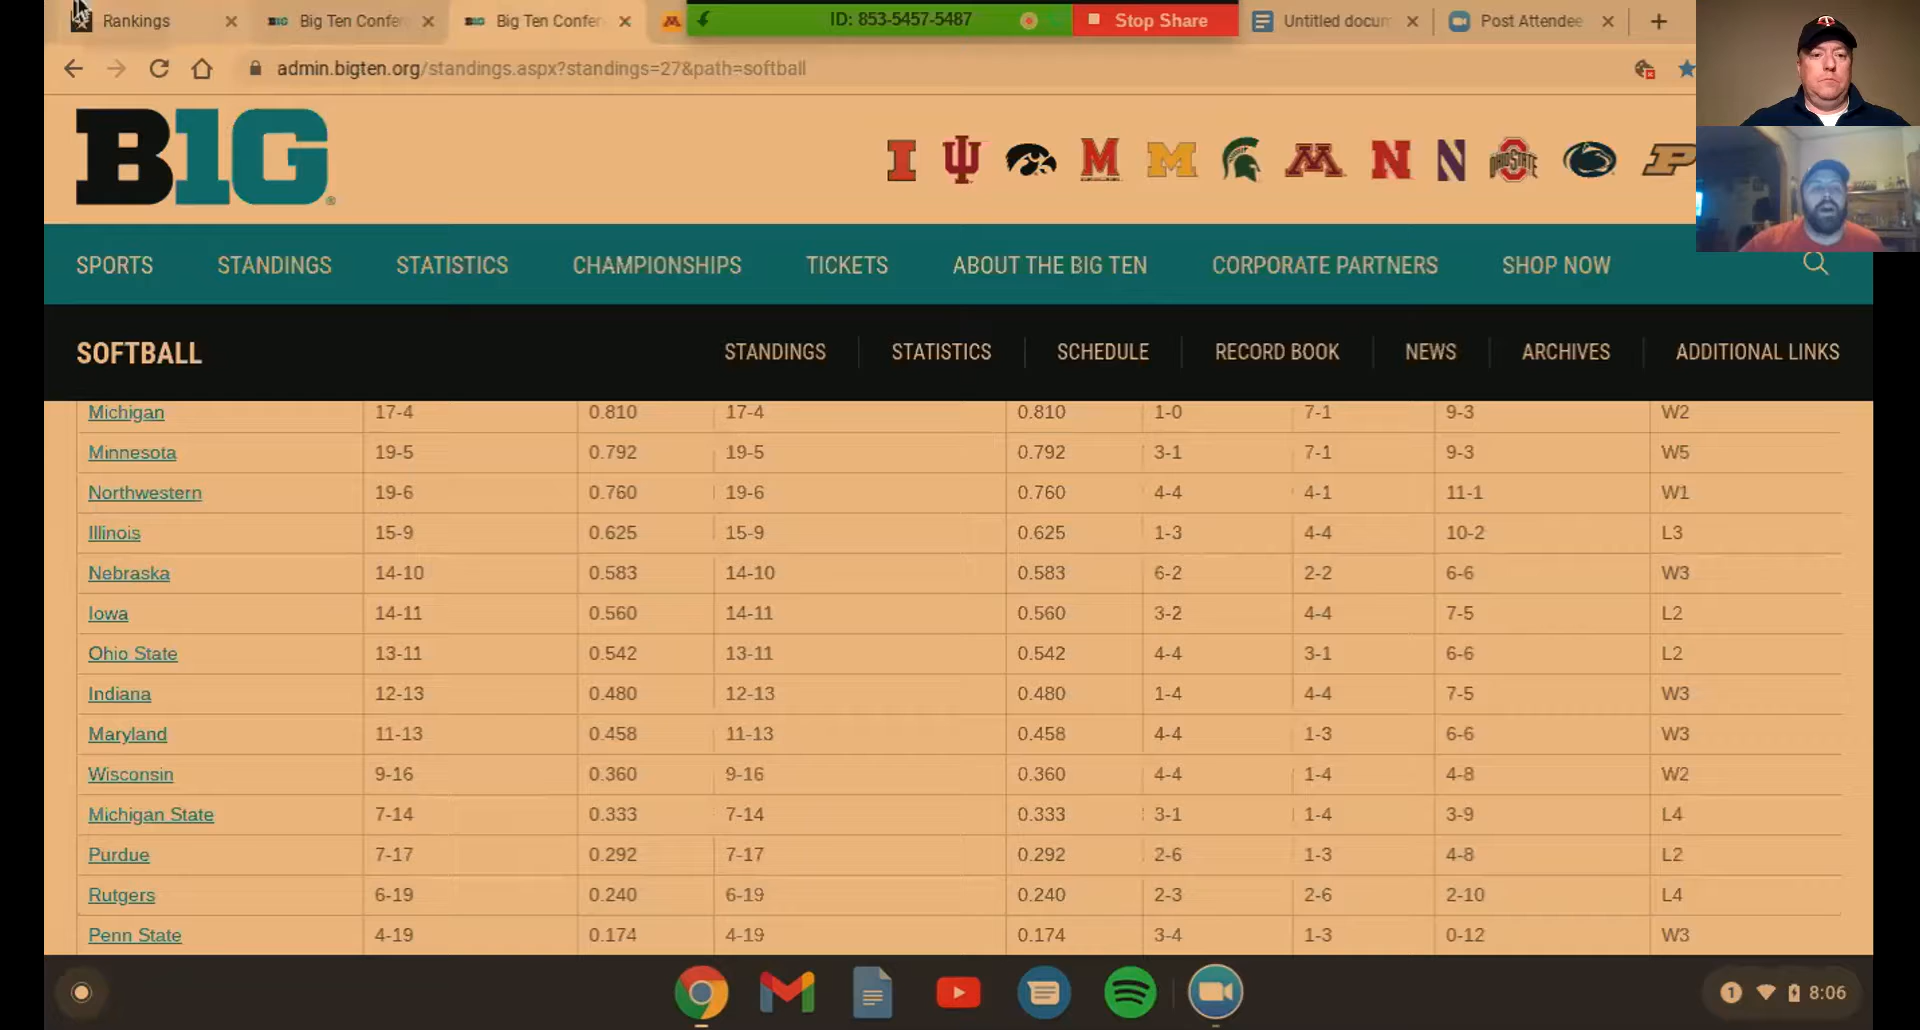 Rankings Big Ten Confer Big Ten Confer ID: 853-5457-5487 Stop Share Untitled docum Post Attendee
admin.bigten.org/standings.aspx?standings=27&path=softball
B1G
SPORTS STANDINGS STATISTICS CHAMPIONSHIPS TICKETS ABOUT THE BIG TEN CORPORATE PARTNERS SHOP NOW
SOFTBALL STANDINGS STATISTICS SCHEDULE RECORD BOOK NEWS ARCHIVES ADDITIONAL LINKS
Michigan 17-4 0.810 17-4 0.810 1-0 7-1 9-3 W2
Minnesota 19-5 0.792 19-5 0.792 3-1 7-1 9-3 W5
Northwestern 19-6 0.760 19-6 0.760 4-4 4-1 11-1 W1
Illinois 15-9 0.625 15-9 0.625 1-3 4-4 10-2 L3
Nebraska 14-10 0.583 14-10 0.583 6-2 2-2 6-6 W3
Iowa 14-11 0.560 14-11 0.560 3-2 4-4 7-5 L2
Ohio State 13-11 0.542 13-11 0.542 4-4 3-1 6-6 L2
Indiana 12-13 0.480 12-13 0.480 1-4 4-4 7-5 W3
Maryland 11-13 0.458 11-13 0.458 4-4 1-3 6-6 W3
Wisconsin 9-16 0.360 9-16 0.360 4-4 1-4 4-8 W2
Michigan State 7-14 0.333 7-14 0.333 3-1 1-4 3-9 L4
Purdue 7-17 0.292 7-17 0.292 2-6 1-3 4-8 L2
Rutgers 6-19 0.240 6-19 0.240 2-3 2-6 2-10 L4
Penn State 4-19 0.174 4-19 0.174 3-4 1-3 0-12 W3
1 8:06